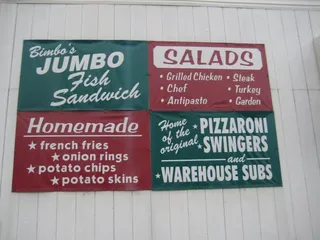 Bimbo's
JUMBO
Fish
Sandwich
SALADS
• Grilled Chicken • Steak
• Chef • Turkey
• Antipasto • Garden
Homemade
★ french fries
★ onion rings
★ potato chips
★ potato skins
Home
of the
original
★ PIZZARONI
SWINGERS
and
★ WAREHOUSE SUBS